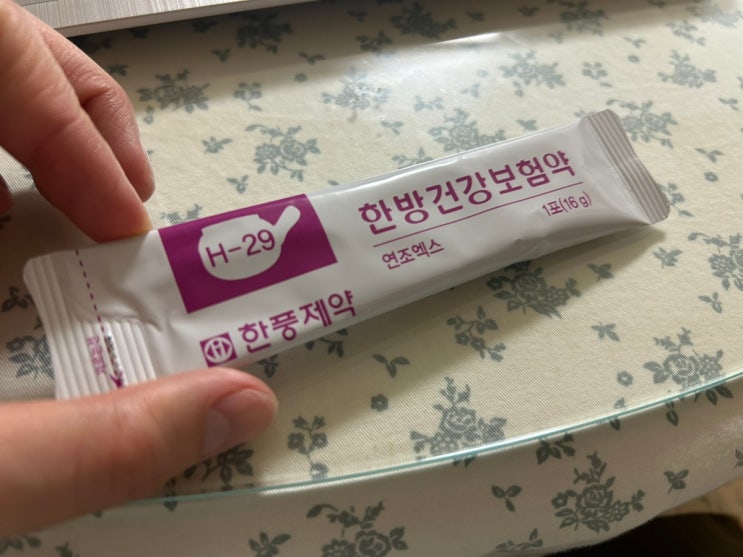 H-29
한방건강보험약
1포(16g)
연조엑스
한풍제약